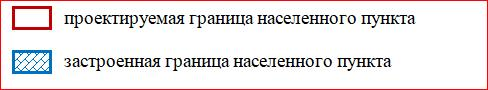 проектируемая граница населенного пункта
застроенная граница населенного пункта